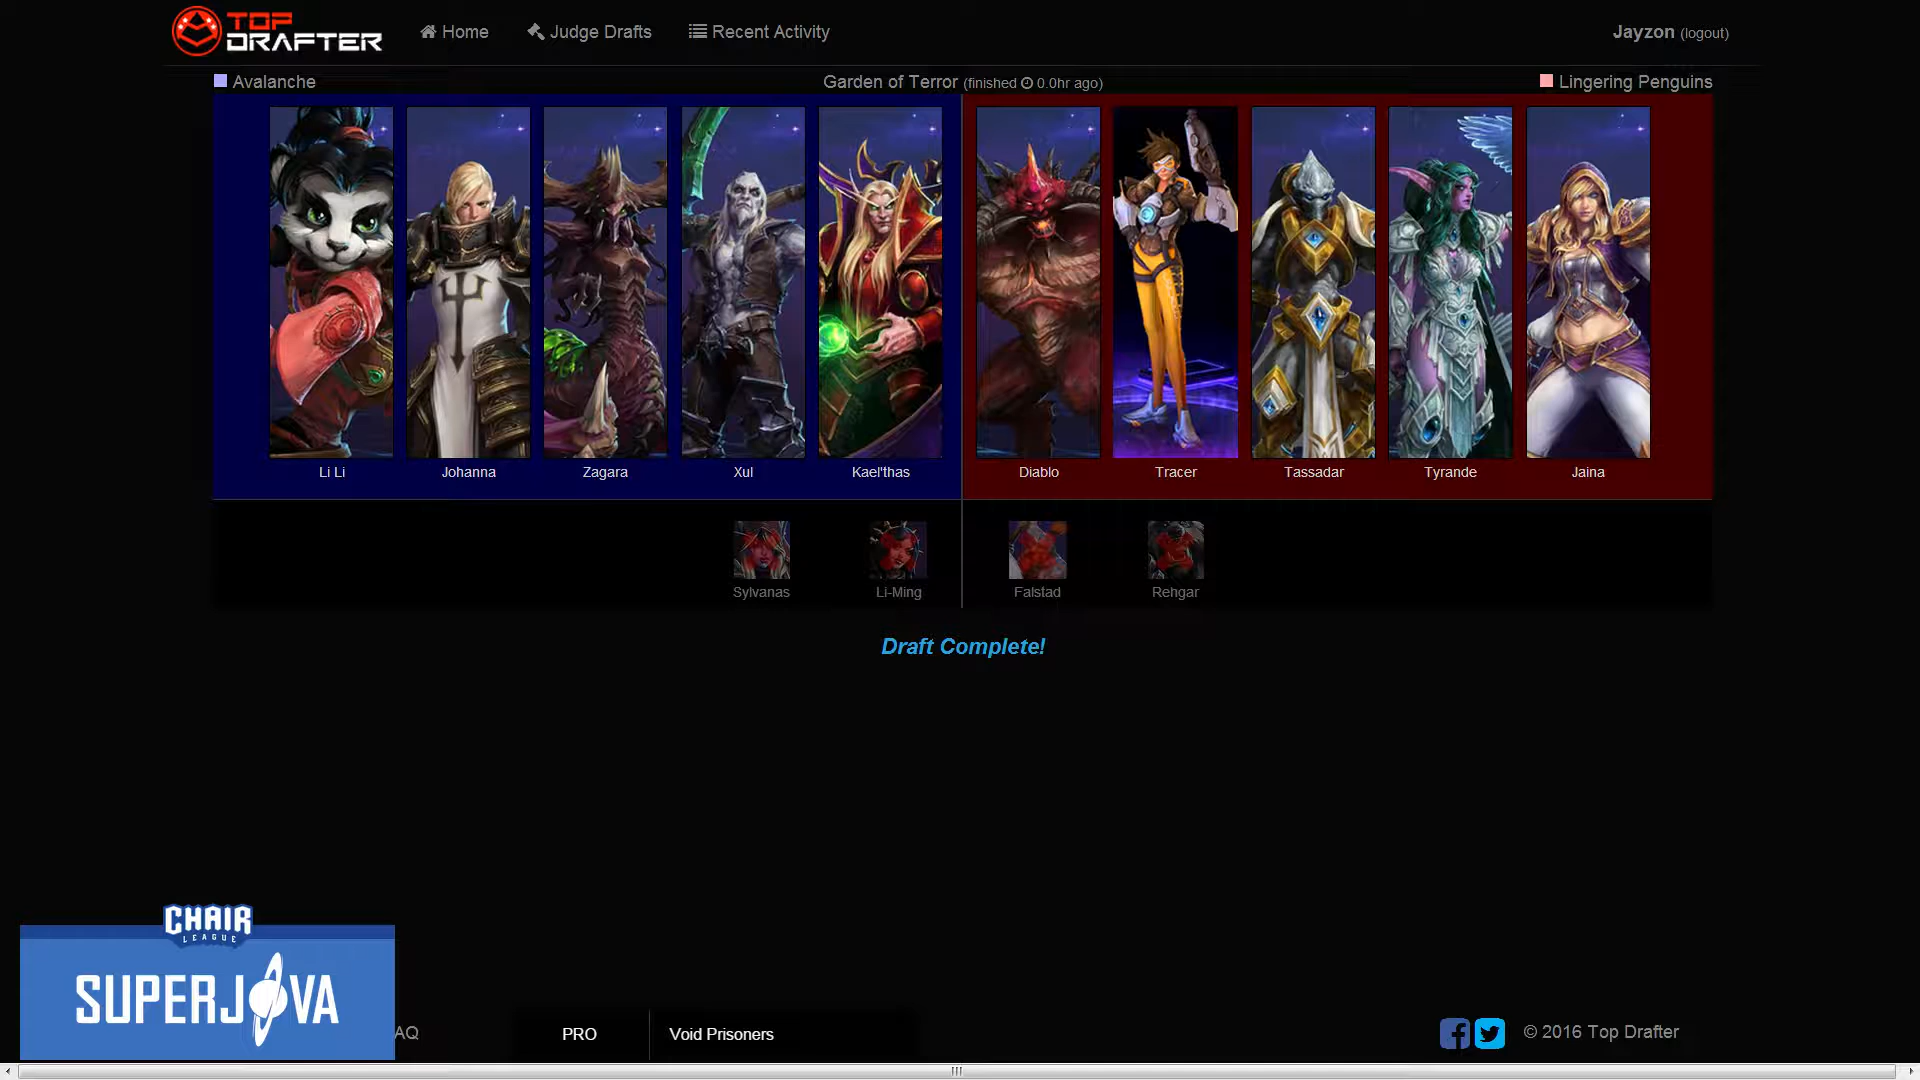 TOP DRAFTER
Home
Judge Drafts
Recent Activity
Jayzon (logout)
Avalanche
Garden of Terror (finished 0.0hr ago)
Lingering Penguins
Li Li
Johanna
Zagara
Xul
Kael'thas
Diablo
Tracer
Tassadar
Tyrande
Jaina
Sylvanas
Li-Ming
Falstad
Rehgar
Draft Complete!
CHAIR
LEAGUE
SUPERJOVA
AQ
PRO
Void Prisoners
© 2016 Top Drafter